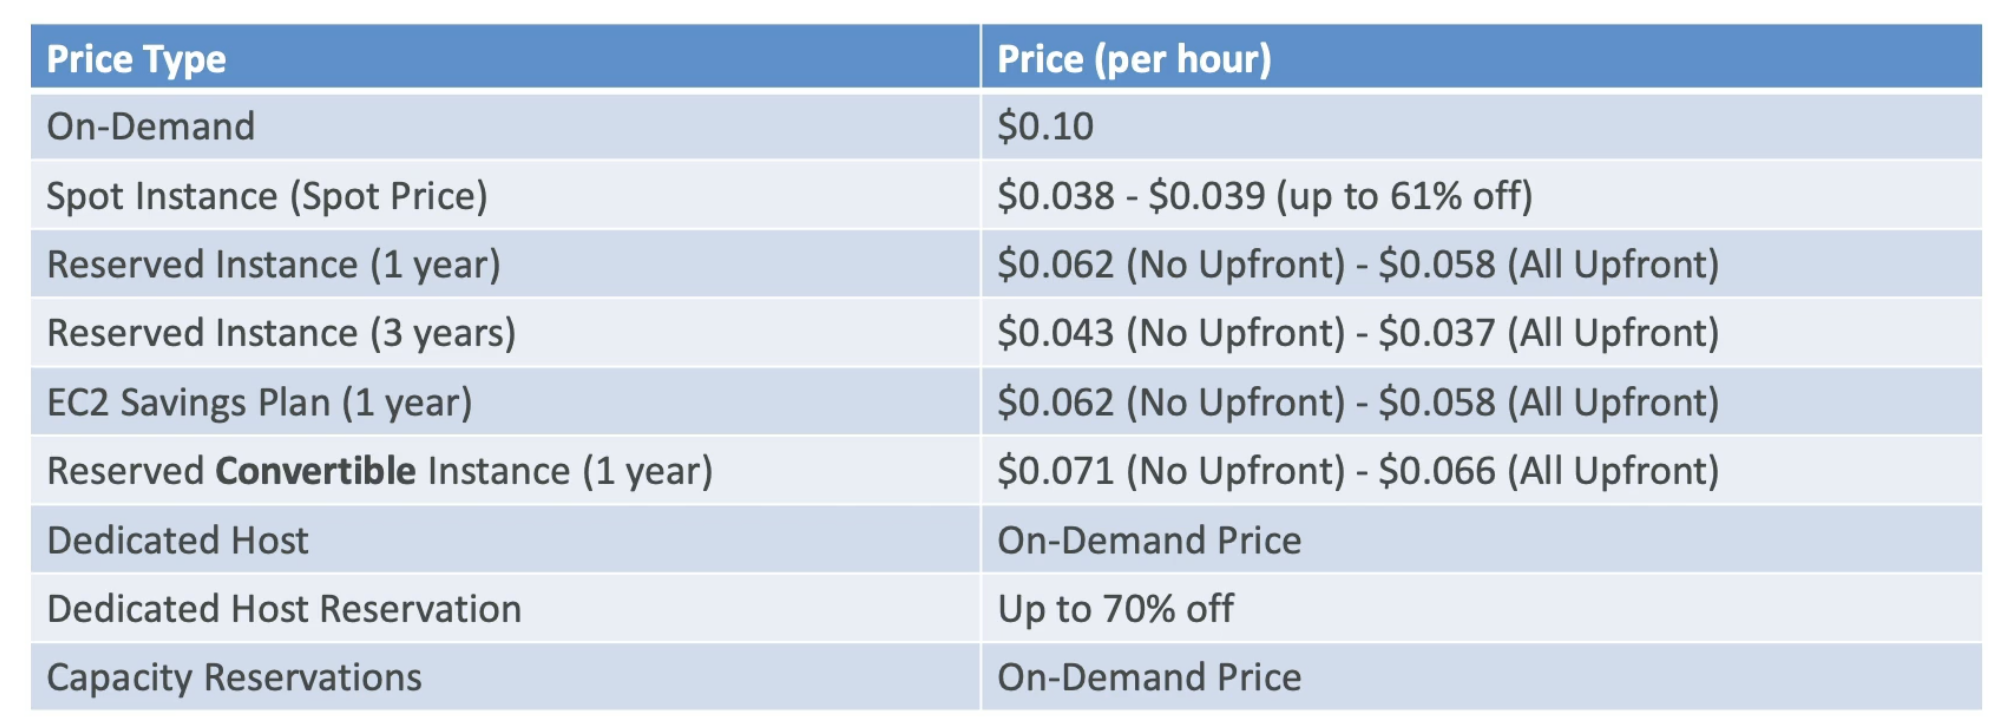 Price Type Price (per hour)
On-Demand $0.10
Spot Instance (Spot Price) $0.038 - $0.039 (up to 61% off)
Reserved Instance (1 year) $0.062 (No Upfront) - $0.058 (All Upfront)
Reserved Instance (3 years) $0.043 (No Upfront) - $0.037 (All Upfront)
EC2 Savings Plan (1 year) $0.062 (No Upfront) - $0.058 (All Upfront)
Reserved Convertible Instance (1 year) $0.071 (No Upfront) - $0.066 (All Upfront)
Dedicated Host On-Demand Price
Dedicated Host Reservation Up to 70% off
Capacity Reservations On-Demand Price